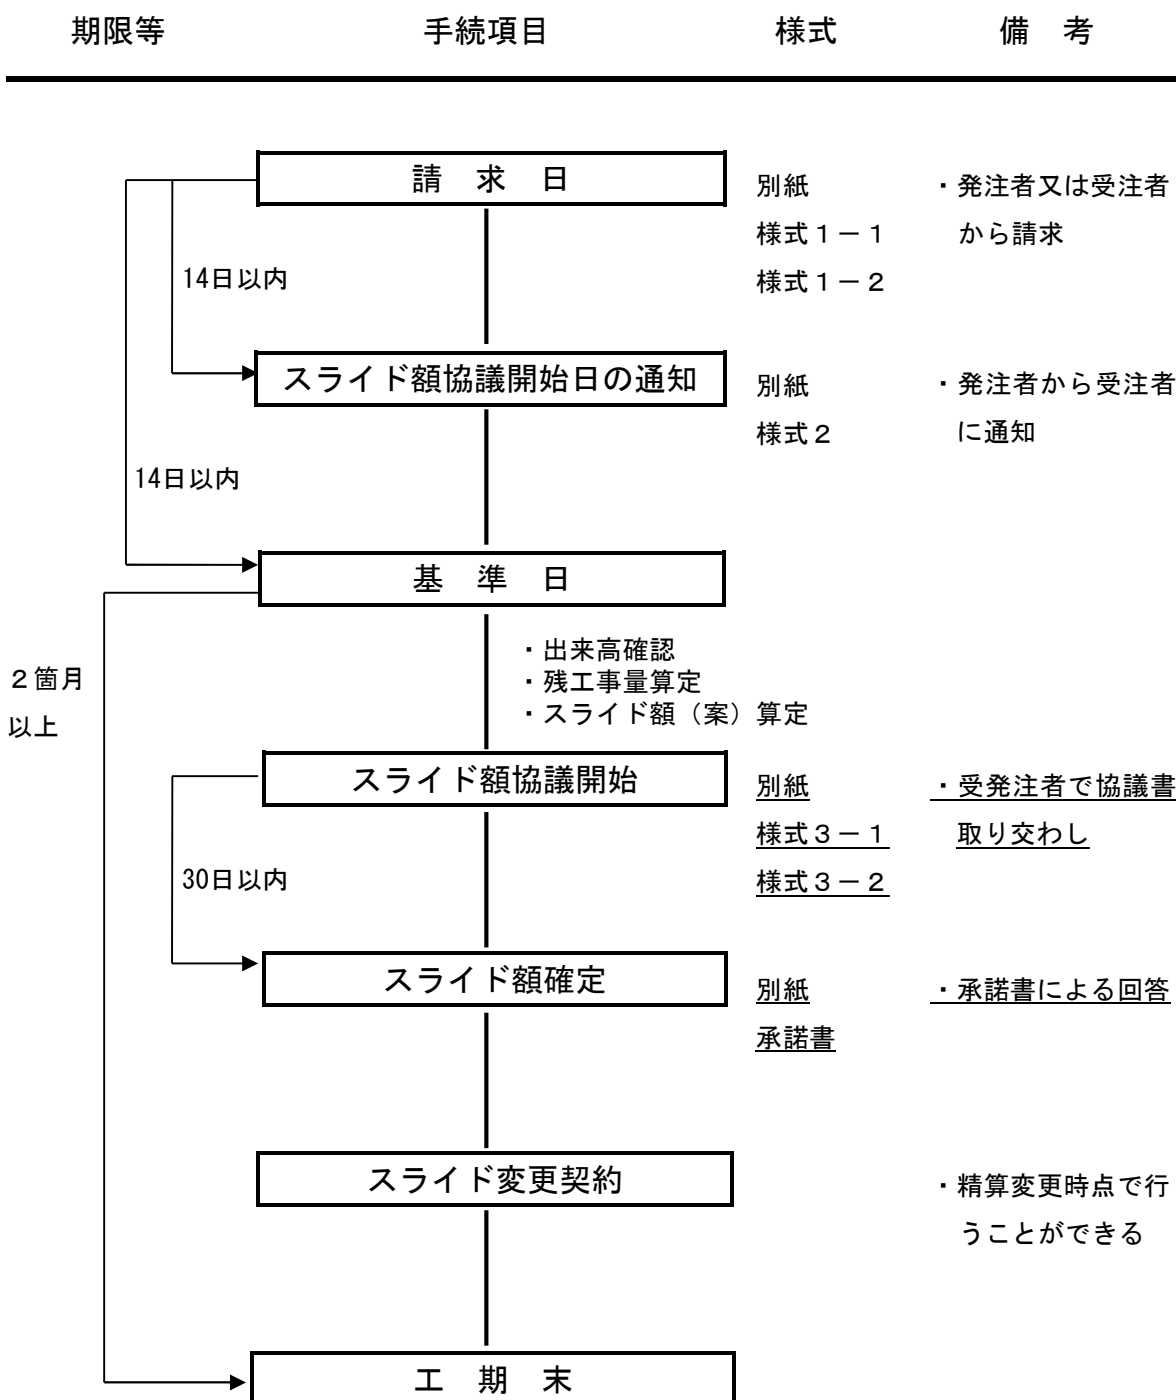 期限等　手続項目　様式　備　考
請　求　日
別紙
様式１－１
様式１－２
・発注者又は受注者
から請求
14日以内
スライド額協議開始日の通知
別紙
様式２
・発注者から受注者
に通知
14日以内
基　準　日
・出来高確認
・残工事量算定
・スライド額（案）算定
２箇月
以上
スライド額協議開始
別紙
様式３－１
様式３－２
・受発注者で協議書
取り交わし
30日以内
スライド額確定
別紙
承諾書
・承諾書による回答
スライド変更契約
・精算変更時点で行
うことができる
工　期　末